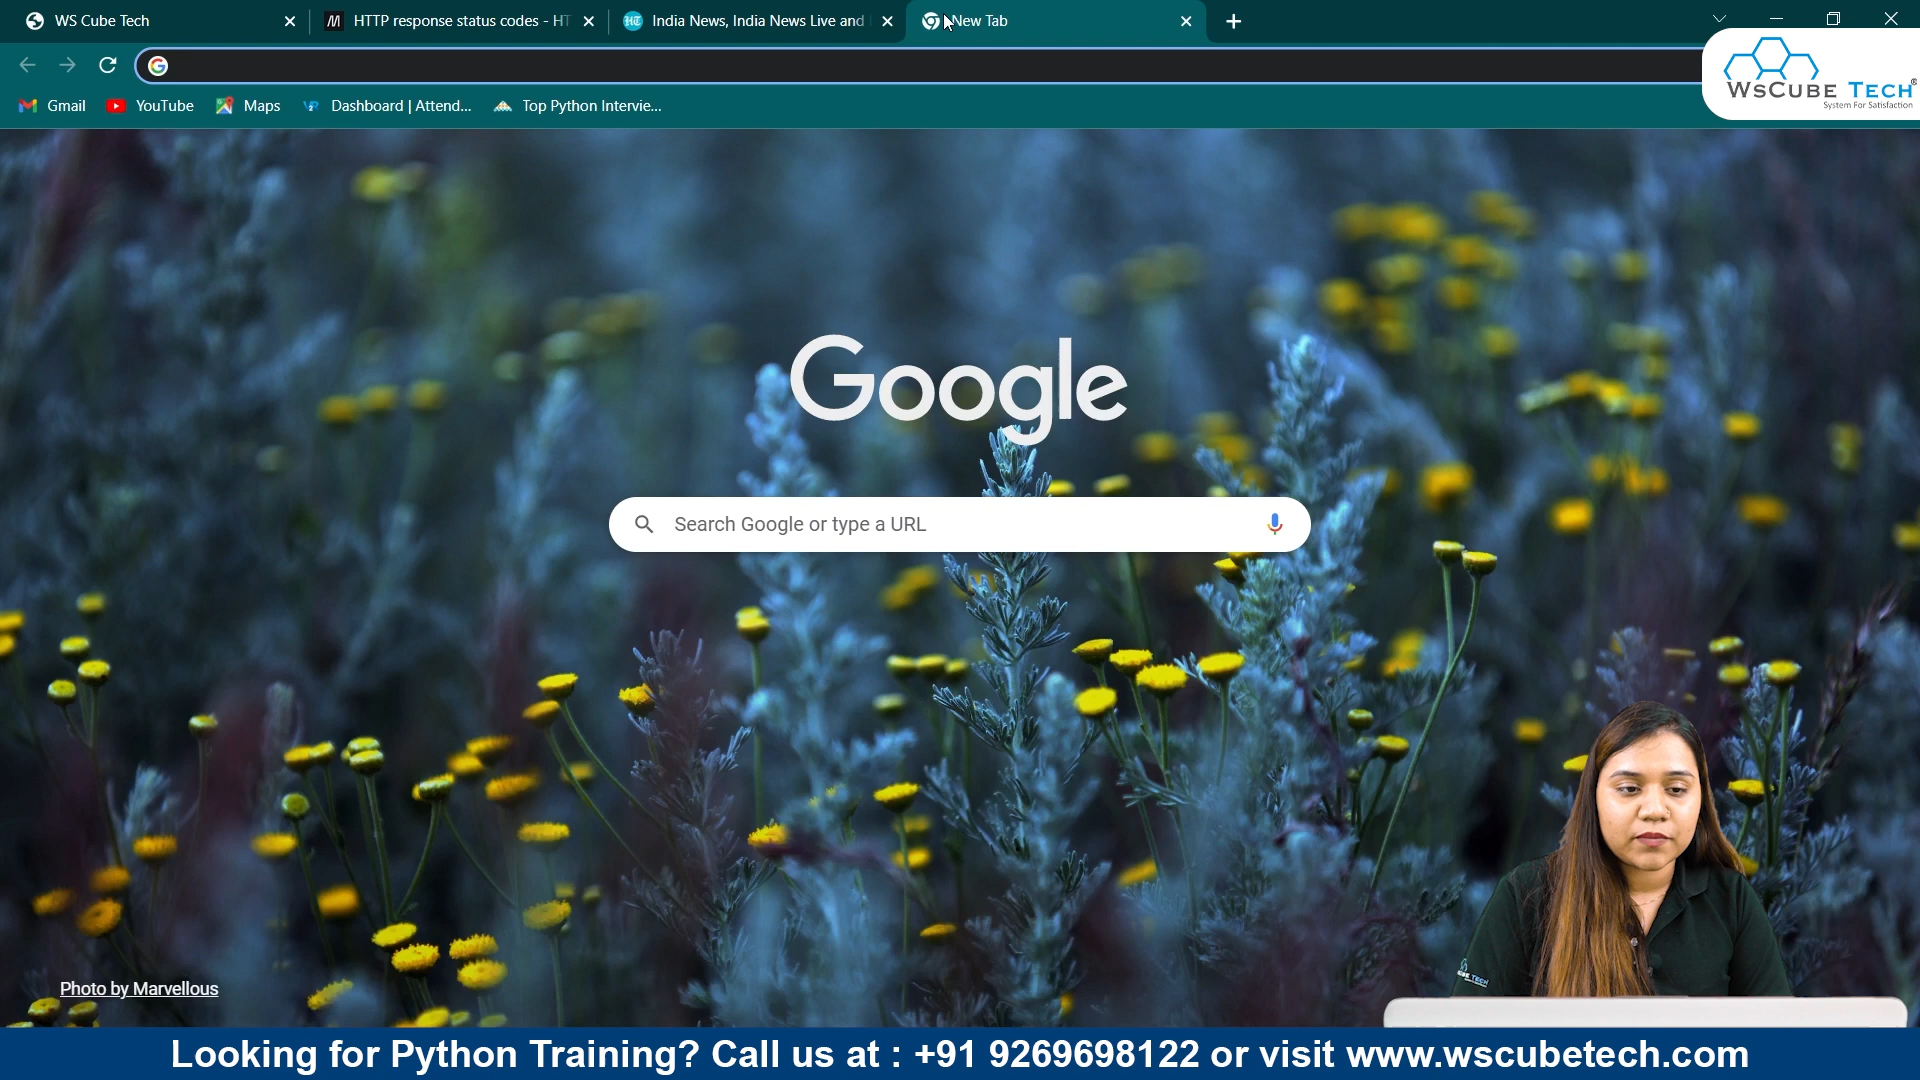 WS Cube Tech
HTTP response status codes - HT
India News, India News Live and
New Tab
Gmail
YouTube
Maps
Dashboard | Attend...
Top Python Intervie...
WSCUBE TECH®
System For Satisfaction
Google
Search Google or type a URL
Photo by Marvellous
Looking for Python Training? Call us at : +91 9269698122 or visit www.wscubetech.com